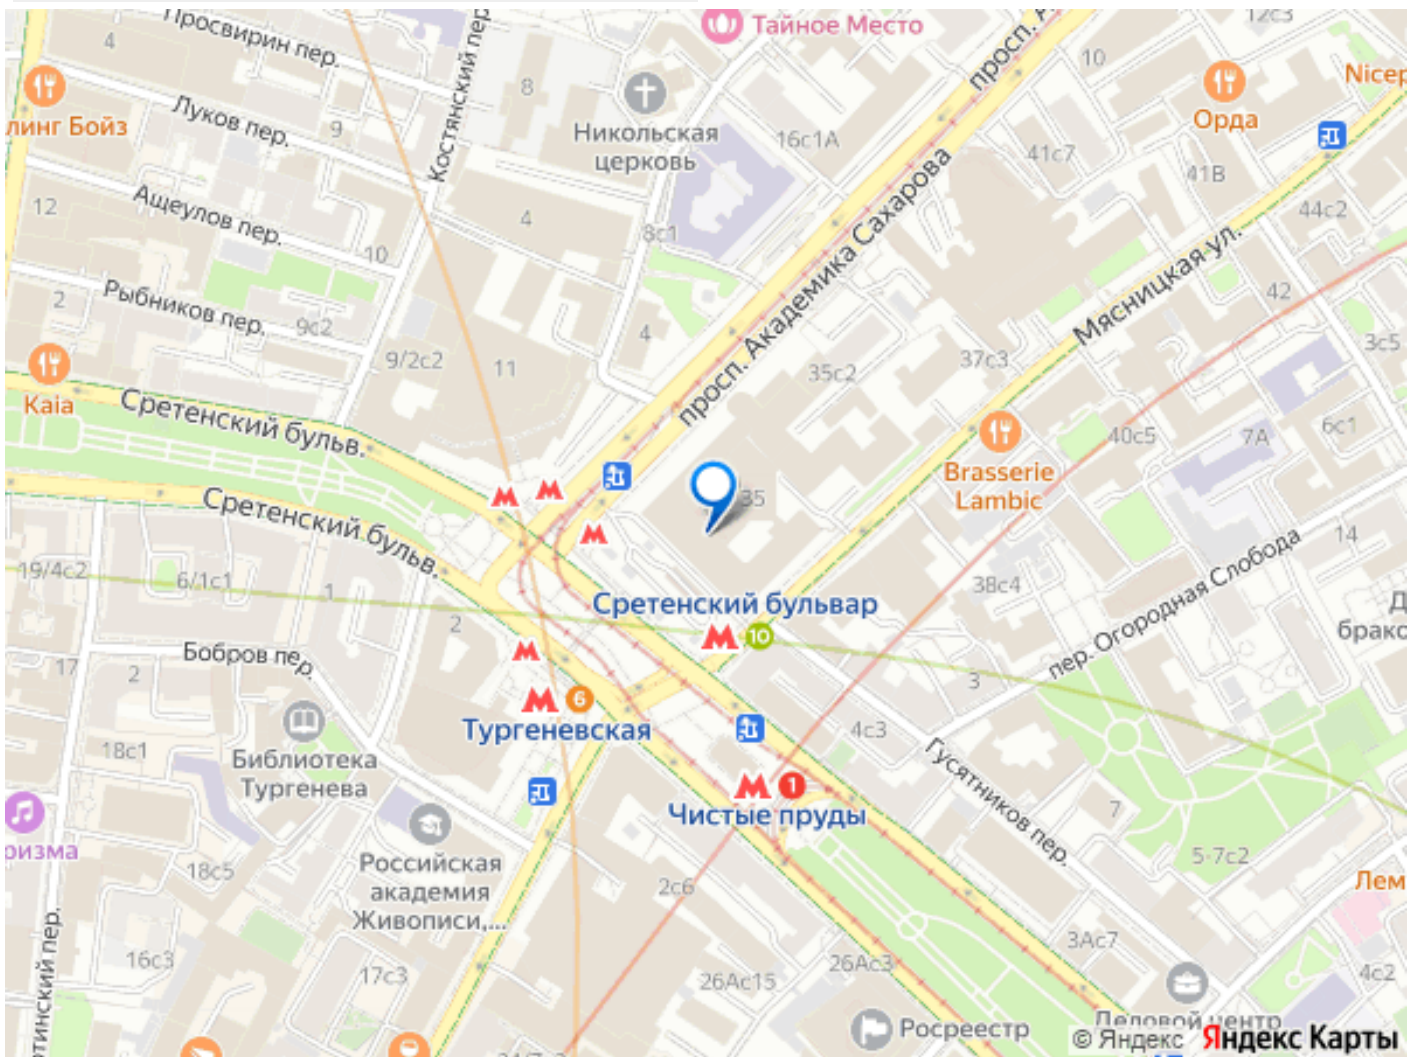 Просвирин пер.
4
Костянский пер.
Тайное Место
просп. А
12с3
10
Nicep
линг Бойз
Луков пер.
9
8
Никольская
церковь
16с1А
Орда
41с7
41В
12
Ащеулов пер.
10
4
8с1
просп. Академика Сахарова
44с2
Мясницкая ул.
2
Рыбников пер.
9с2
9/2с2
11
4
35с2
37с3
42
3с5
Kaia
Сретенский бульв.
Brasserie
Lambic
40с5
7А
6с1
35
Сретенский бульв.
14
19/4с2
6/1с1
1
2
Сретенский бульвар
10
38с4
пер. Огородная Слобода
Д
брако
17
2
Бобров пер.
6
Тургеневская
3
4с3
18с1
Библиотека
Тургенева
1
Чистые пруды
Гусятников пер.
7
ризма
18с5
Российская
академия
Живописи,...
2с6
5-7с2
Лем
отинский пер.
16с3
17с3
26Ас15
26Ас3
3Ас7
4с2
Росреестр
Деловой центр
© Яндекс Яндекс Карты